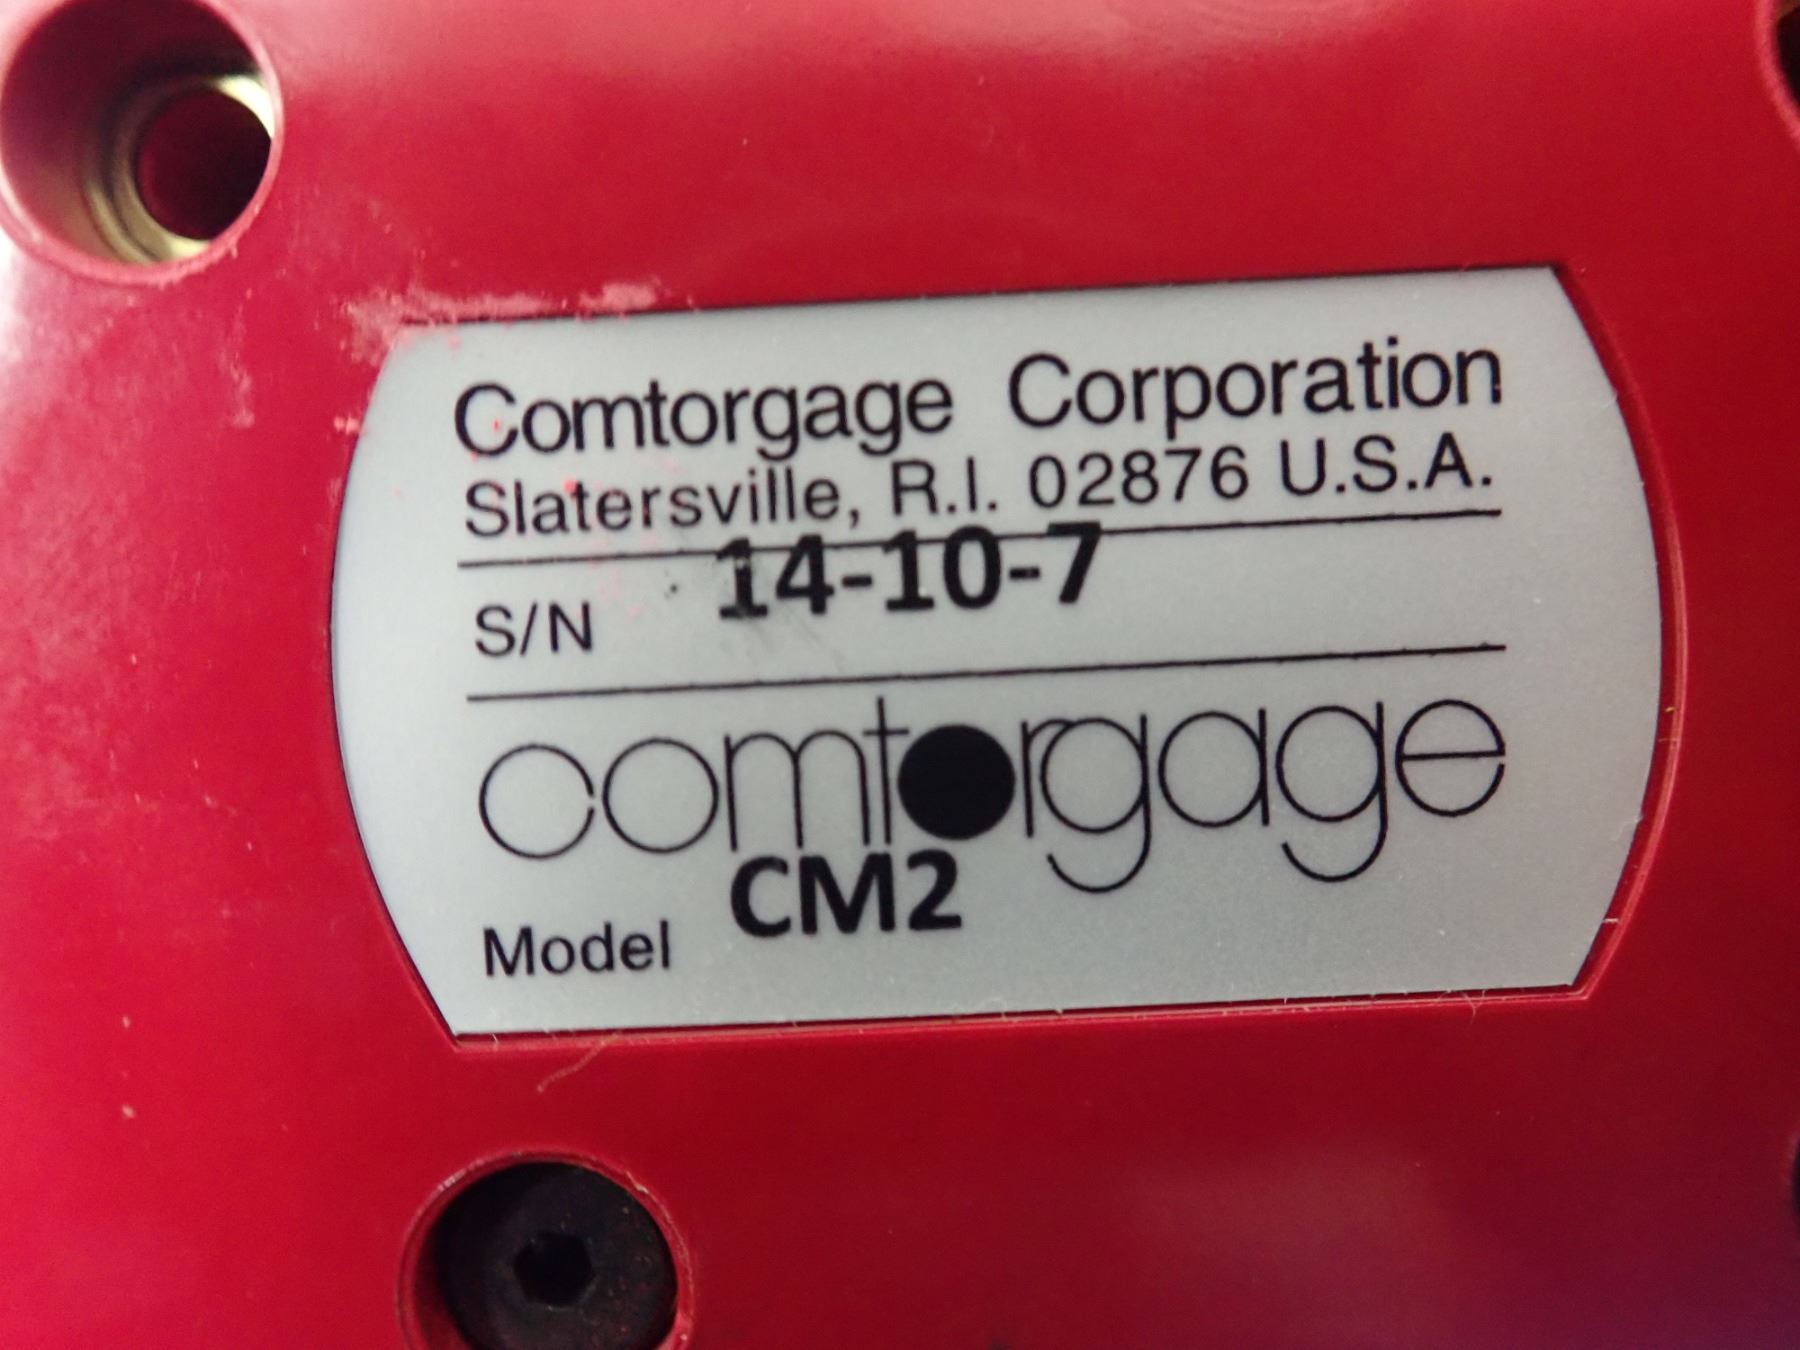 Comtorgage Corporation
Slatersville, R.I. 02876 U.S.A.
S/N 14-10-7
comtorgage
Model CM2